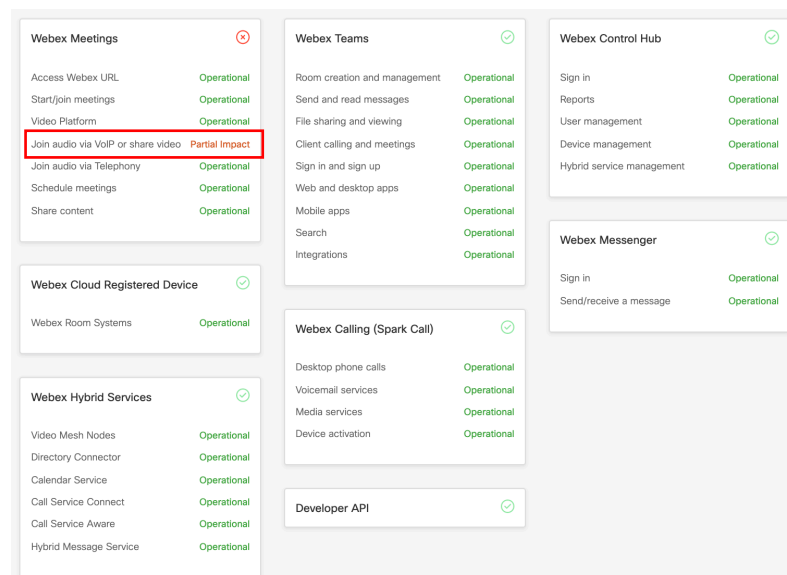 Webex Meetings
Access Webex URL Operational
Start/join meetings Operational
Video Platform Operational
Join audio via VoIP or share video Partial Impact
Join audio via Telephony Operational
Schedule meetings Operational
Share content Operational
Webex Cloud Registered Device
Webex Room Systems Operational
Webex Hybrid Services
Video Mesh Nodes Operational
Directory Connector Operational
Calendar Service Operational
Call Service Connect Operational
Call Service Aware Operational
Hybrid Message Service Operational
Webex Teams
Room creation and management Operational
Send and read messages Operational
File sharing and viewing Operational
Client calling and meetings Operational
Sign in and sign up Operational
Web and desktop apps Operational
Mobile apps Operational
Search Operational
Integrations Operational
Webex Calling (Spark Call)
Desktop phone calls Operational
Voicemail services Operational
Media services Operational
Device activation Operational
Developer API
Webex Control Hub
Sign in Operational
Reports Operational
User management Operational
Device management Operational
Hybrid service management Operational
Webex Messenger
Sign in Operational
Send/receive a message Operational